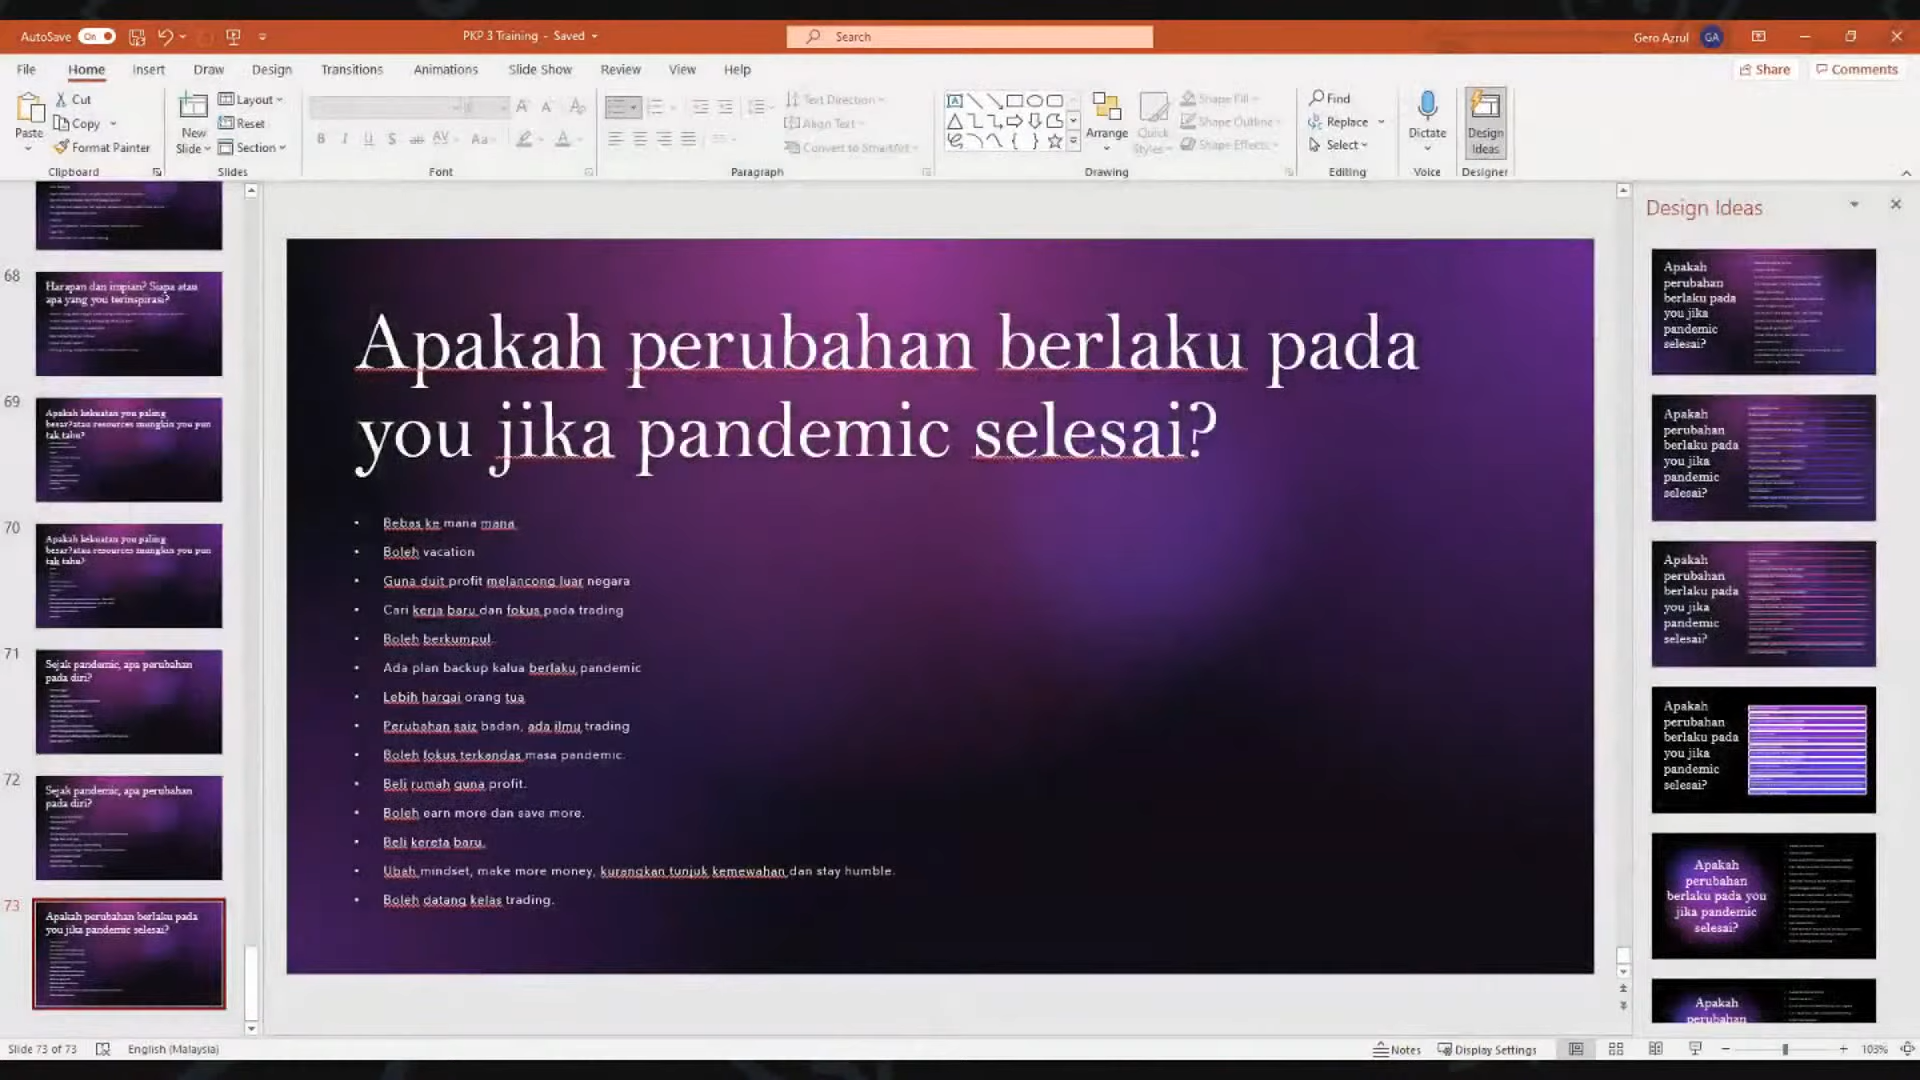 AutoSave On PKP 3 Training - Saved Search Gero Azrul GA
File Home Insert Draw Design Transitions Animations Slide Show Review View Help Share Comments
Paste Cut Copy Format Painter Clipboard
New Slide Layout Reset Section Slides
B I U S ab AV Aa A Font
Text Direction Align Text Convert to SmartArt Paragraph
Arrange Quick Styles Shape Fill Shape Outline Shape Effects Drawing
Find Replace Select Editing
Dictate Voice
Design Ideas Designer
68
Harapan dan impian? Siapa atau
apa yang you terinspirasi?
69
Apakah kekuatan you paling
besar?atau resources mungkin you pun
tak tahu?
70
Apakah kekuatan you paling
besar?atau resources mungkin you pun
tak tahu?
71
Sejak pandemic, apa perubahan
pada diri?
72
Sejak pandemic, apa perubahan
pada diri?
73
Apakah perubahan berlaku pada
you jika pandemic selesai?
Apakah perubahan berlaku pada
you jika pandemic selesai?
• Bebas ke mana mana
• Boleh vacation
• Guna duit profit melancong luar negara
• Cari kerja baru dan fokus pada trading
• Boleh berkumpul.
• Ada plan backup kalua berlaku pandemic
• Lebih hargai orang tua
• Perubahan saiz badan, ada ilmu trading
• Boleh fokus terkandas masa pandemic.
• Beli rumah guna profit.
• Boleh earn more dan save more.
• Beli kereta baru.
• Ubah mindset, make more money, kurangkan tunjuk kemewahan dan stay humble.
• Boleh datang kelas trading.
Design Ideas
Apakah
perubahan
berlaku pada
you jika
pandemic
selesai?
Apakah
perubahan
berlaku pada
you jika
pandemic
selesai?
Apakah
perubahan
berlaku pada
you jika
pandemic
selesai?
Apakah
perubahan
berlaku pada
you jika
pandemic
selesai?
Apakah
perubahan
berlaku pada you
jika pandemic
selesai?
Apakah
perubahan
Slide 73 of 73 English (Malaysia) Notes Display Settings 103%